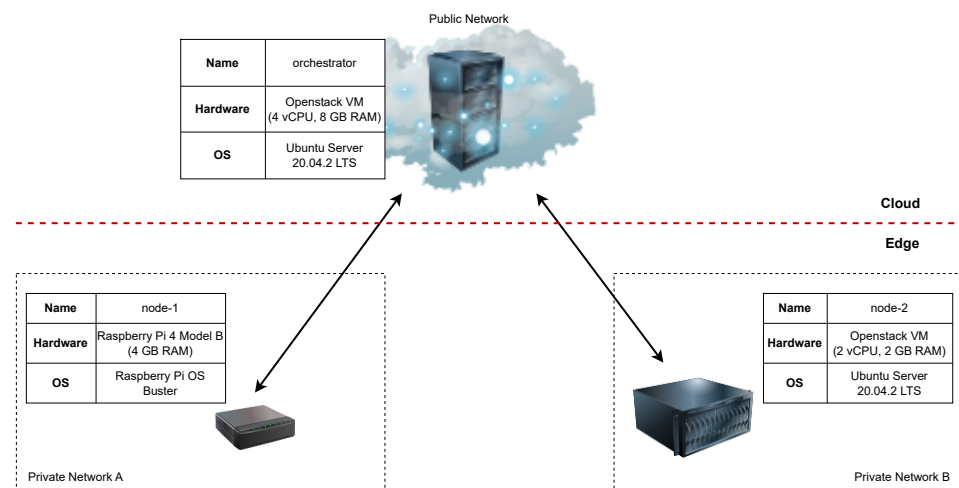 Public Network
Name
orchestrator
Hardware
Openstack VM
(4 vCPU, 8 GB RAM)
OS
Ubuntu Server
20.04.2 LTS
Cloud
Edge
Name
node-1
Hardware
Raspberry Pi 4 Model B
(4 GB RAM)
OS
Raspberry Pi OS
Buster
Private Network A
Name
node-2
Hardware
Openstack VM
(2 vCPU, 2 GB RAM)
OS
Ubuntu Server
20.04.2 LTS
Private Network B